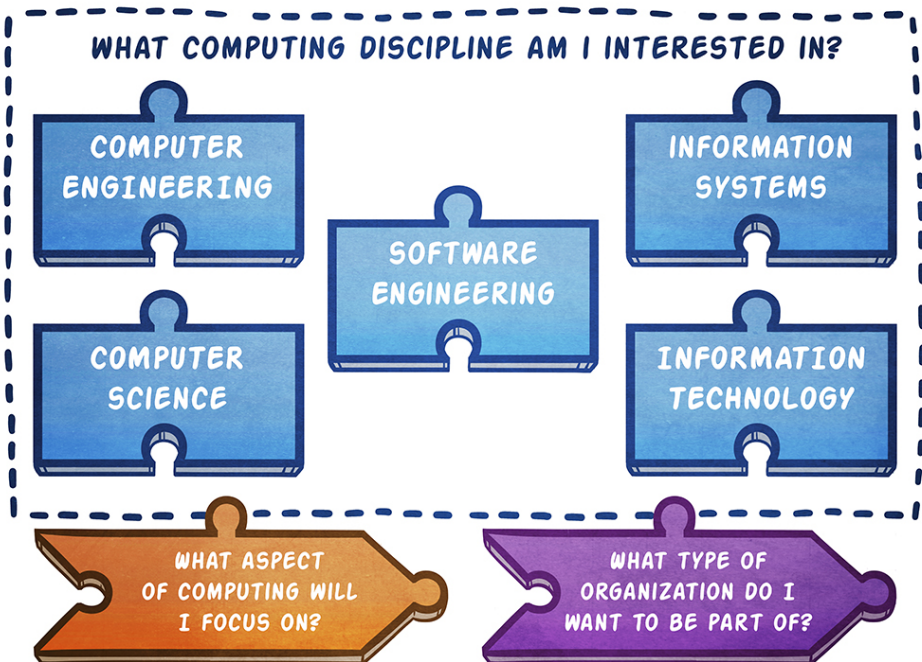 WHAT COMPUTING DISCIPLINE AM I INTERESTED IN?
COMPUTER
ENGINEERING
INFORMATION
SYSTEMS
SOFTWARE
ENGINEERING
COMPUTER
SCIENCE
INFORMATION
TECHNOLOGY
WHAT ASPECT
OF COMPUTING WILL
I FOCUS ON?
WHAT TYPE OF
ORGANIZATION DO I
WANT TO BE PART OF?